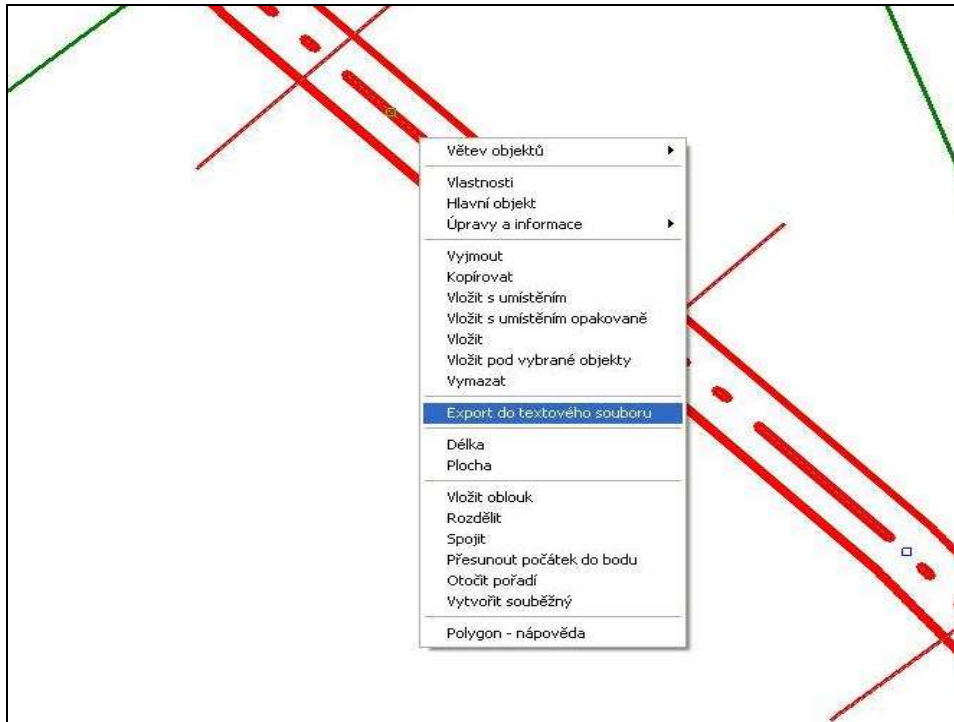 Větev objektů
Vlastnosti
Hlavní objekt
Úpravy a informace
Vyjmout
Kopírovat
Vložit s umístěním
Vložit s umístěním opakovaně
Vložit
Vložit pod vybrané objekty
Vymazat
Export do textového souboru
Délka
Plocha
Vložit oblouk
Rozdělit
Spojit
Přesunout počátek do bodu
Otočit pořadí
Vytvořit souběžný
Polygon - nápověda